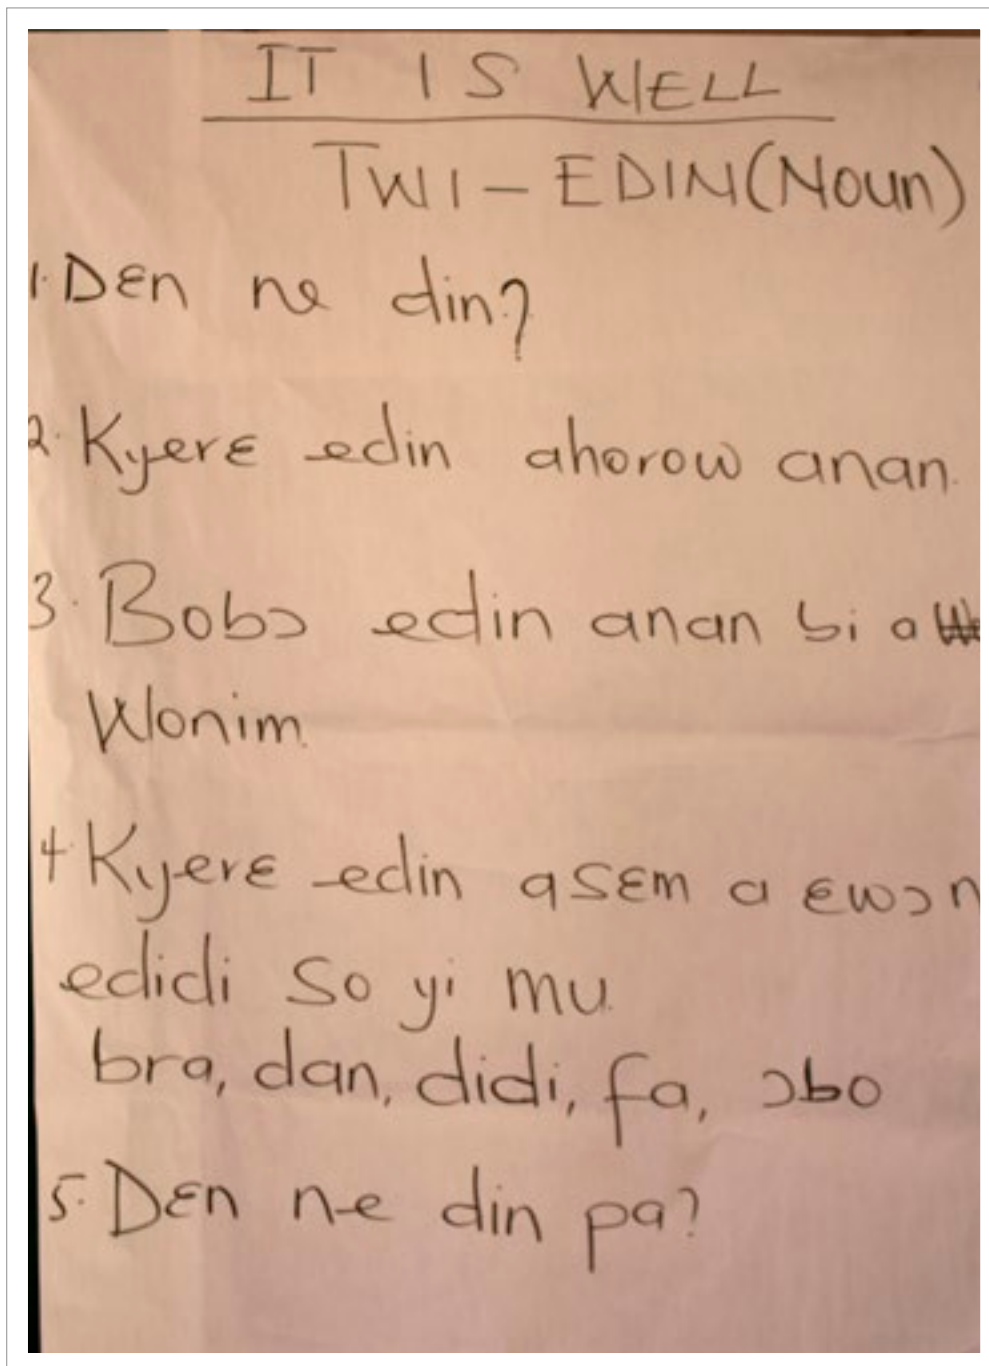 IT IS WELL
TWI - EDIN (Noun)
1. Dɛn ne din?
2. Kyerɛ edin ahorow anan.
3. Bobɔ edin anan bi a
Wonim.
4. Kyerɛ edin asɛm a ɛwɔ n
edidi so yi mu.
bra, dan, didi, fa, ɔbo
5. Dɛn ne din pa?